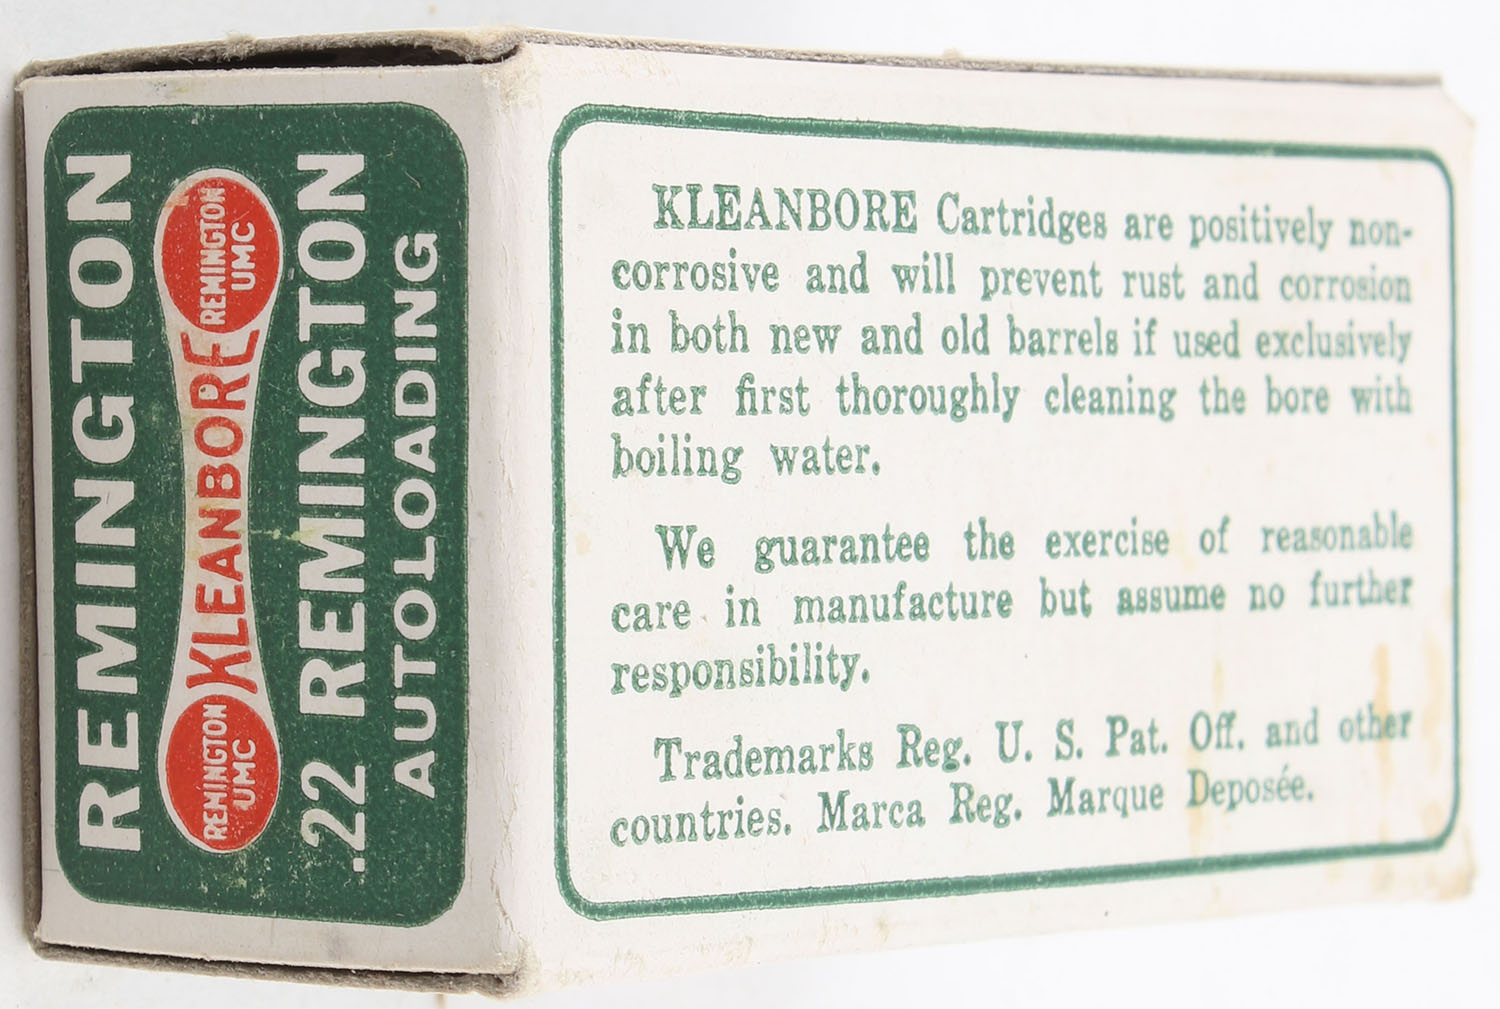 REMINGTON
REMINGTON
UMC
KLEANBORE
REMINGTON
UMC
.22 REMINGTON
AUTOLOADING
KLEANBORE Cartridges are positively non-
corrosive and will prevent rust and corrosion
in both new and old barrels if used exclusively
after first thoroughly cleaning the bore with
boiling water.
We guarantee the exercise of reasonable
care in manufacture but assume no further
responsibility.
Trademarks Reg. U. S. Pat. Off. and other
countries. Marca Reg. Marque Deposée.